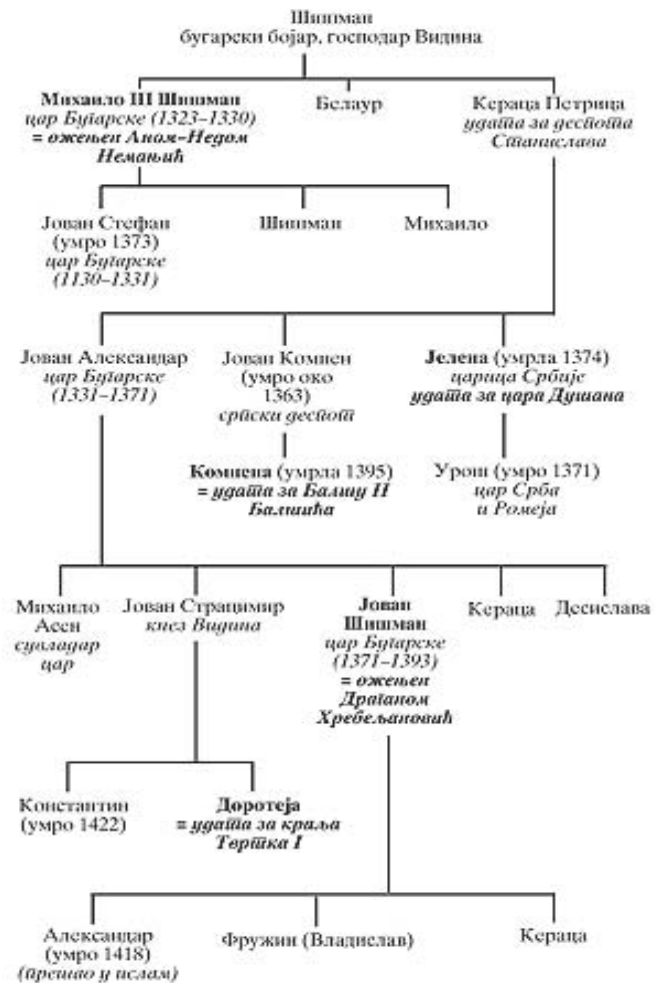 Шишман
бугарски бојар, господар Видина
Михаило III Шишман
цар Бугарске (1323–1330)
= ожењен Аном-Недом
Немањић
Белаур
Кераца Петрица
удата за деспота
Станислава
Јован Стефан
(умро 1373)
цар Бугарске
(1130–1331)
Шишман
Михаило
Јован Александар
цар Бугарске
(1331–1371)
Јован Комнен
(умро око
1363)
српски деспот
Јелена (умрла 1374)
царица Србије
удата за цара Душана
Комнена (умрла 1395)
= удата за Балшу II
Балшића
Урош (умро 1371)
цар Срба
и Ромеја
Михаило
Асен
сувладар
цар
Јован Страцимир
кнез Видина
Јован
Шишман
цар Бугарске
(1371–1393)
= ожењен
Драганом
Хребељановић
Кераца
Десислава
Константин
(умро 1422)
Доротеја
= удата за краља
Твртка I
Александар
(умро 1418)
(прешао у ислам)
Фружин (Владислав)
Кераца